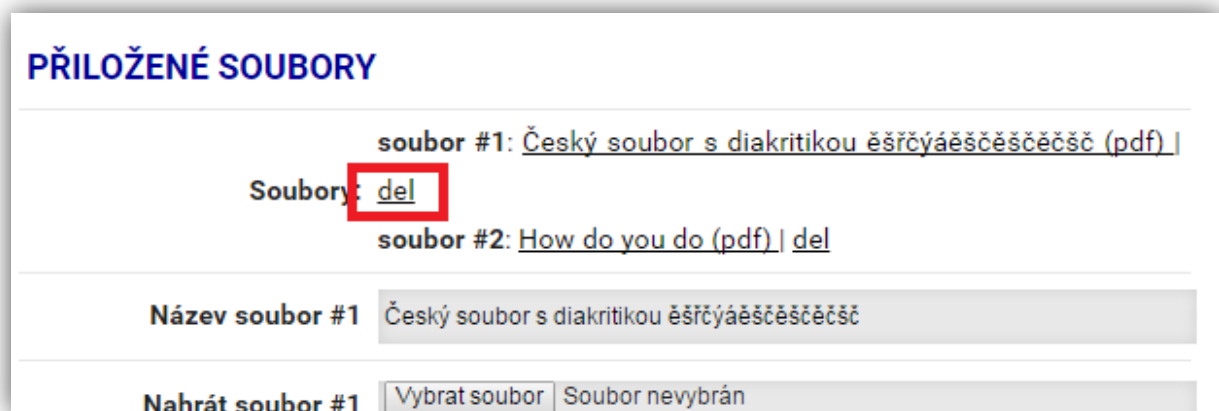 PŘILOŽENÉ SOUBORY
soubor #1: Český soubor s diakritikou ěšřčýáěščěščěčšč (pdf) |
Soubory: del
soubor #2: How do you do (pdf) | del
Název soubor #1 Český soubor s diakritikou ěšřčýáěščěščěčšč
Nahrát soubor #1 Vybrat soubor Soubor nevybrán